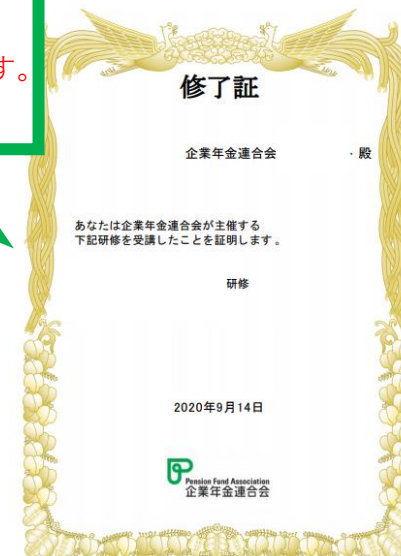 す。
修了証
企業年金連合会 ・殿
あなたは企業年金連合会が主催する
下記研修を受講したことを証明します。
研修
2020年9月14日
Pension Fund Association
企業年金連合会